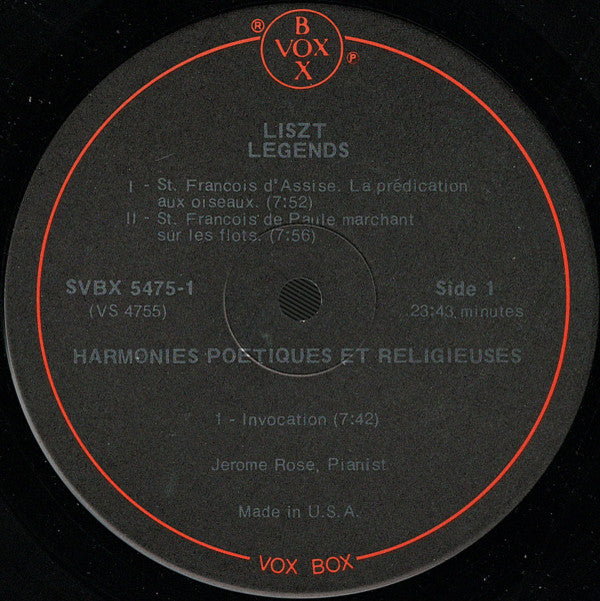 ® BOX ℗
VOX
LISZT
LEGENDS
I - St. Francois d'Assise. La prédication
aux oiseaux. (7:52)
II - St. Francois de Paule marchant
sur les flots. (7:56)
SVBX 5475-1
(VS 4755)
Side 1
23:43 minutes
HARMONIES POETIQUES ET RELIGIEUSES
1 - Invocation (7:42)
Jerome Rose, Pianist
Made in U.S.A.
VOX BOX